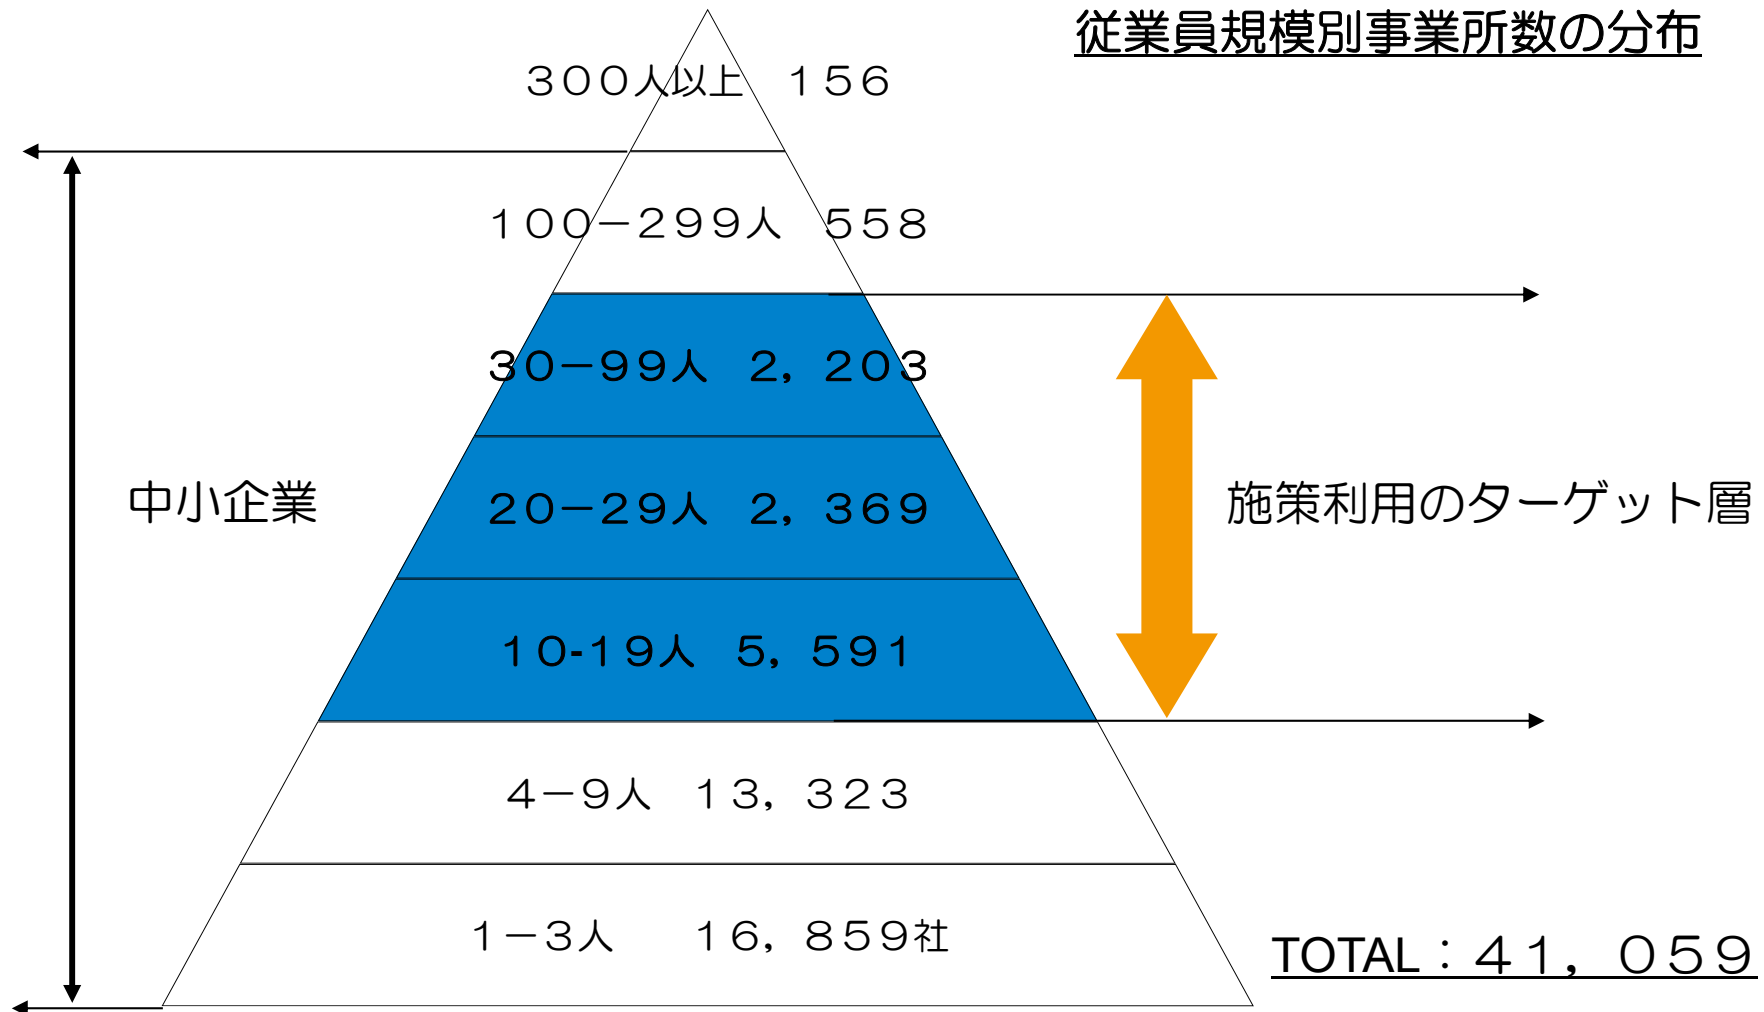 従業員規模別事業所数の分布
300人以上　156
100－299人　558
30－99人　2，203
20－29人　2，369
10-19人　5，591
4－9人　13，323
1－3人　　16，859社
中小企業
施策利用のターゲット層
TOTAL：41，059